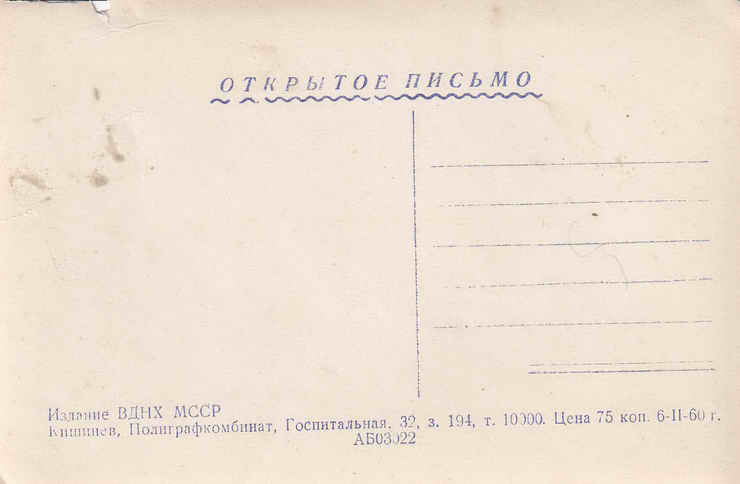 ОТКРЫТОЕ ПИСЬМО
Издание ВДНХ МССР
Кишинев, Полиграфкомбинат, Госпитальная, 32, з. 194, т. 10000. Цена 75 коп. 6-II-60 г.
АБ03022